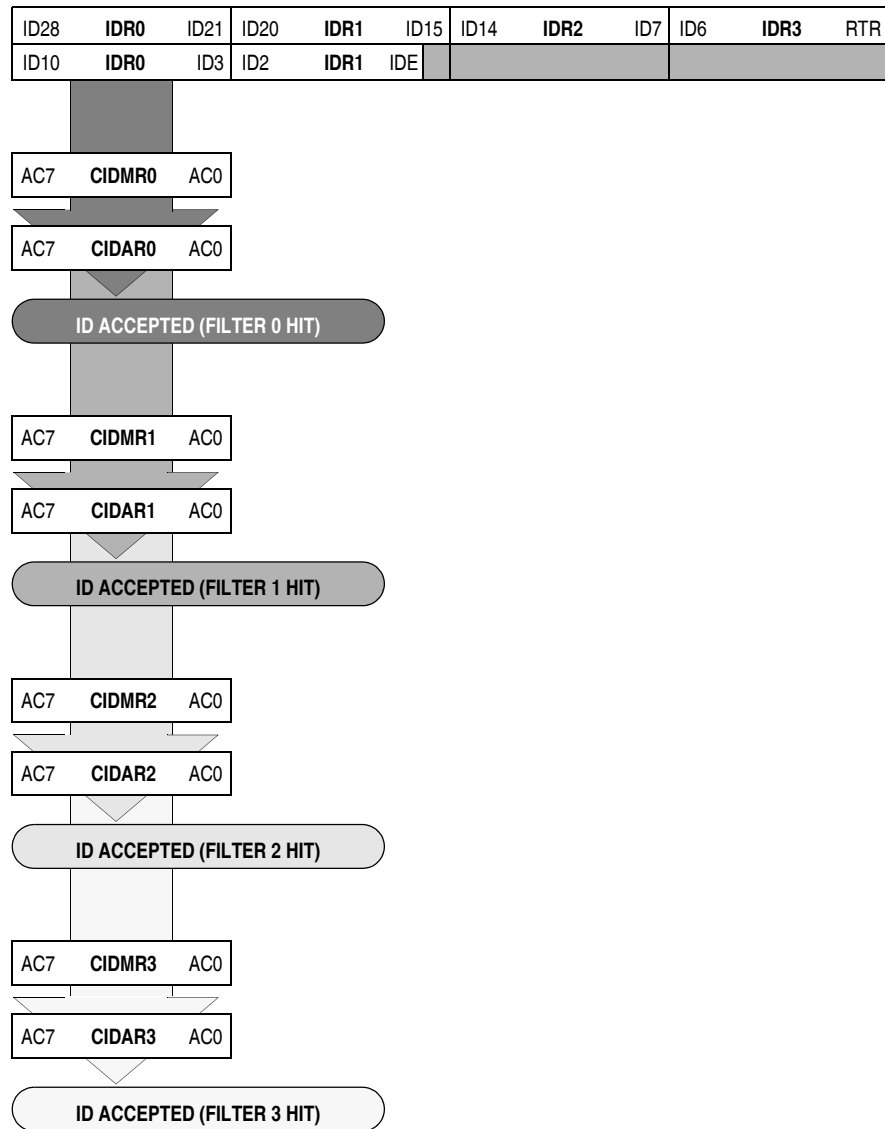 ID28 IDR0 ID21 ID20 IDR1 ID15 ID14 IDR2 ID7 ID6 IDR3 RTR
ID10 IDR0 ID3 ID2 IDR1 IDE
AC7 CIDMR0 AC0
AC7 CIDAR0 AC0
ID ACCEPTED (FILTER 0 HIT)
AC7 CIDMR1 AC0
AC7 CIDAR1 AC0
ID ACCEPTED (FILTER 1 HIT)
AC7 CIDMR2 AC0
AC7 CIDAR2 AC0
ID ACCEPTED (FILTER 2 HIT)
AC7 CIDMR3 AC0
AC7 CIDAR3 AC0
ID ACCEPTED (FILTER 3 HIT)